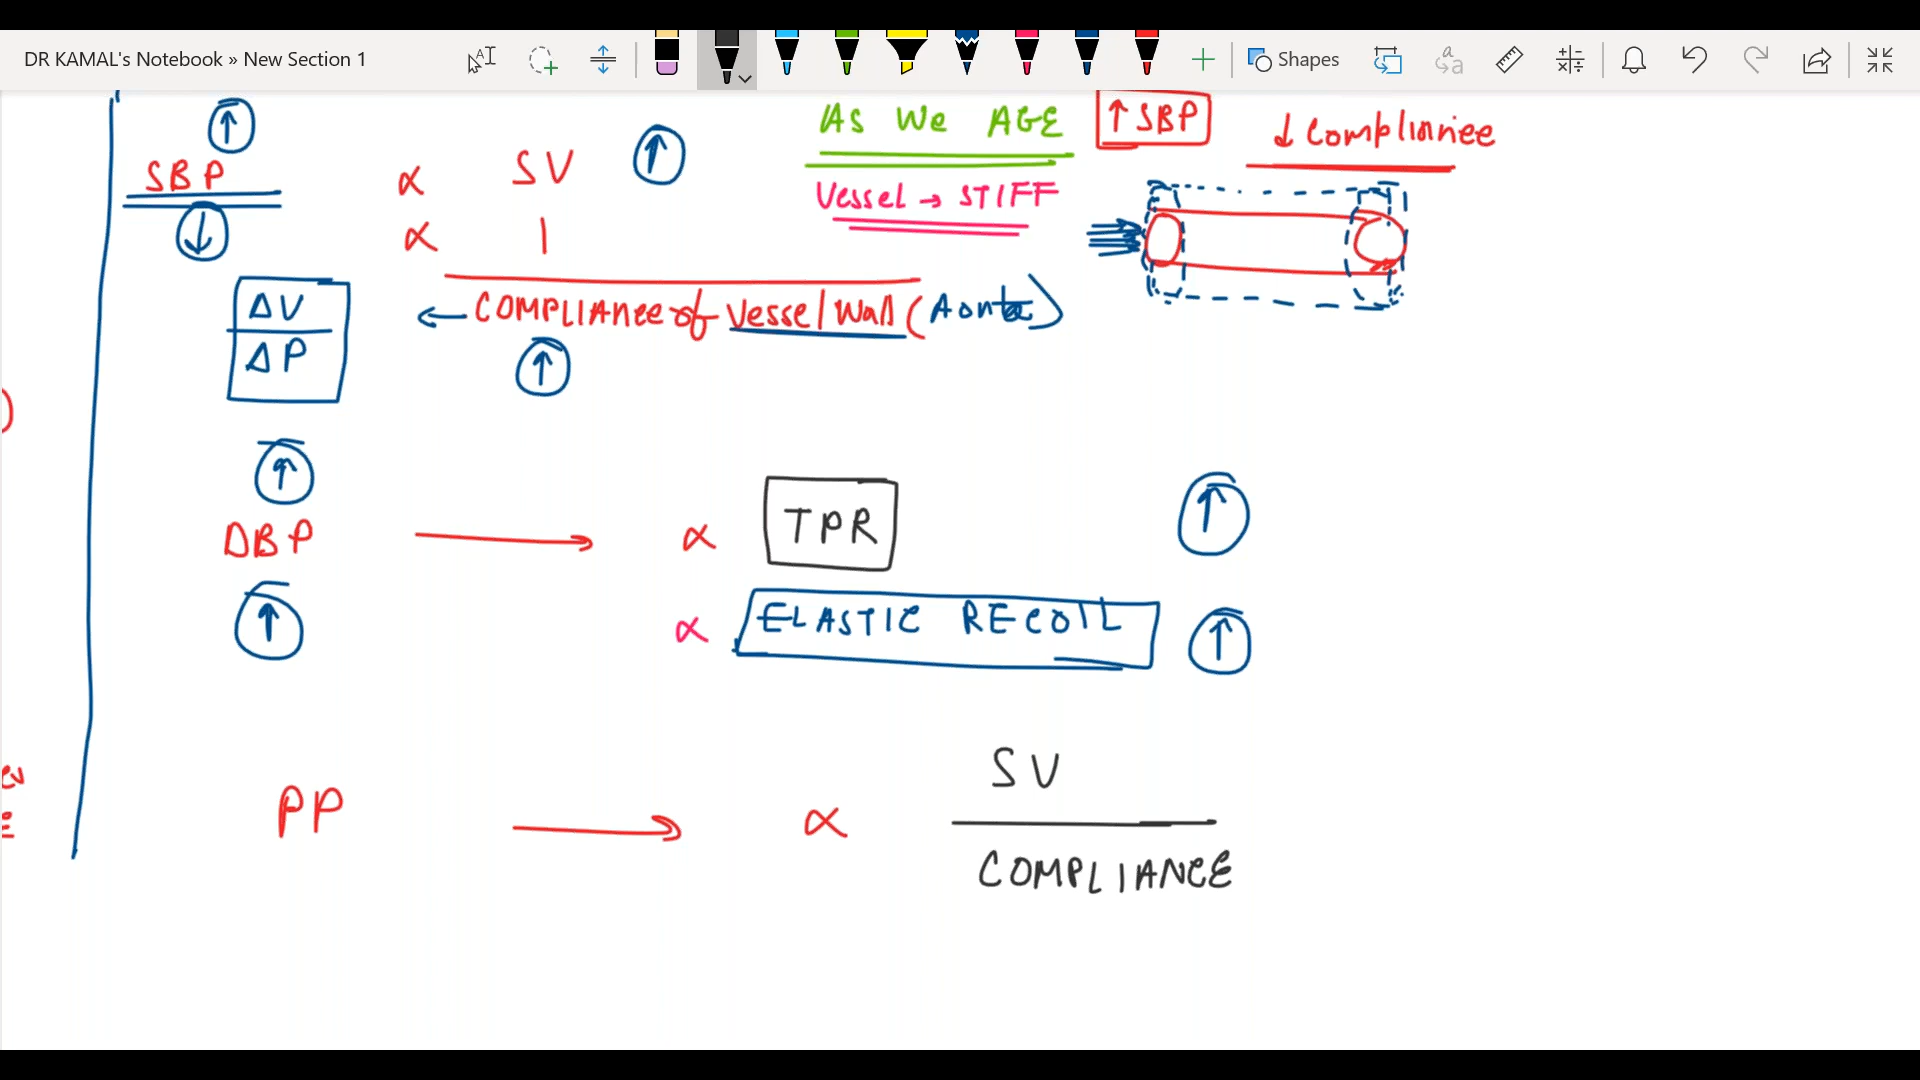 DR KAMAL's Notebook » New Section 1
Shapes
↑
SBP
↓
∝ SV ↑
∝ 1
← COMPLIAnce of Vessel Wall (Aorta)
↑
ΔV
ΔP
As We AGE
Vessel → STIFF
↑ SBP
↓ Compliance
↑
DBP → ∝ TPR ↑
↑ ∝ ELASTIC RECOIL ↑
PP → ∝ SV
COMPLIANCE